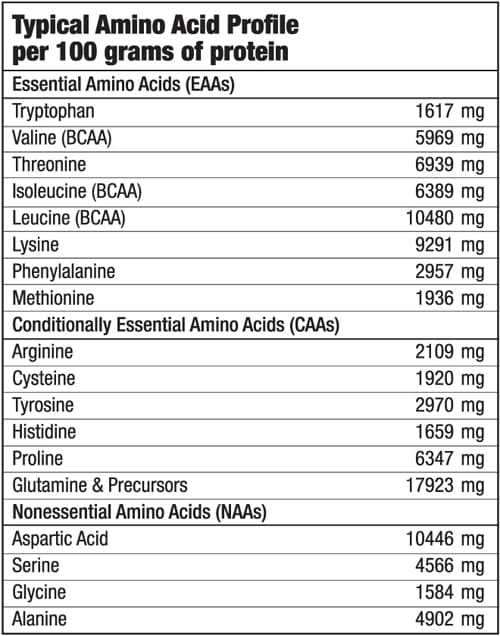 Typical Amino Acid Profile
per 100 grams of protein
Essential Amino Acids (EAAs)
Tryptophan 1617 mg
Valine (BCAA) 5969 mg
Threonine 6939 mg
Isoleucine (BCAA) 6389 mg
Leucine (BCAA) 10480 mg
Lysine 9291 mg
Phenylalanine 2957 mg
Methionine 1936 mg
Conditionally Essential Amino Acids (CAAs)
Arginine 2109 mg
Cysteine 1920 mg
Tyrosine 2970 mg
Histidine 1659 mg
Proline 6347 mg
Glutamine & Precursors 17923 mg
Nonessential Amino Acids (NAAs)
Aspartic Acid 10446 mg
Serine 4566 mg
Glycine 1584 mg
Alanine 4902 mg